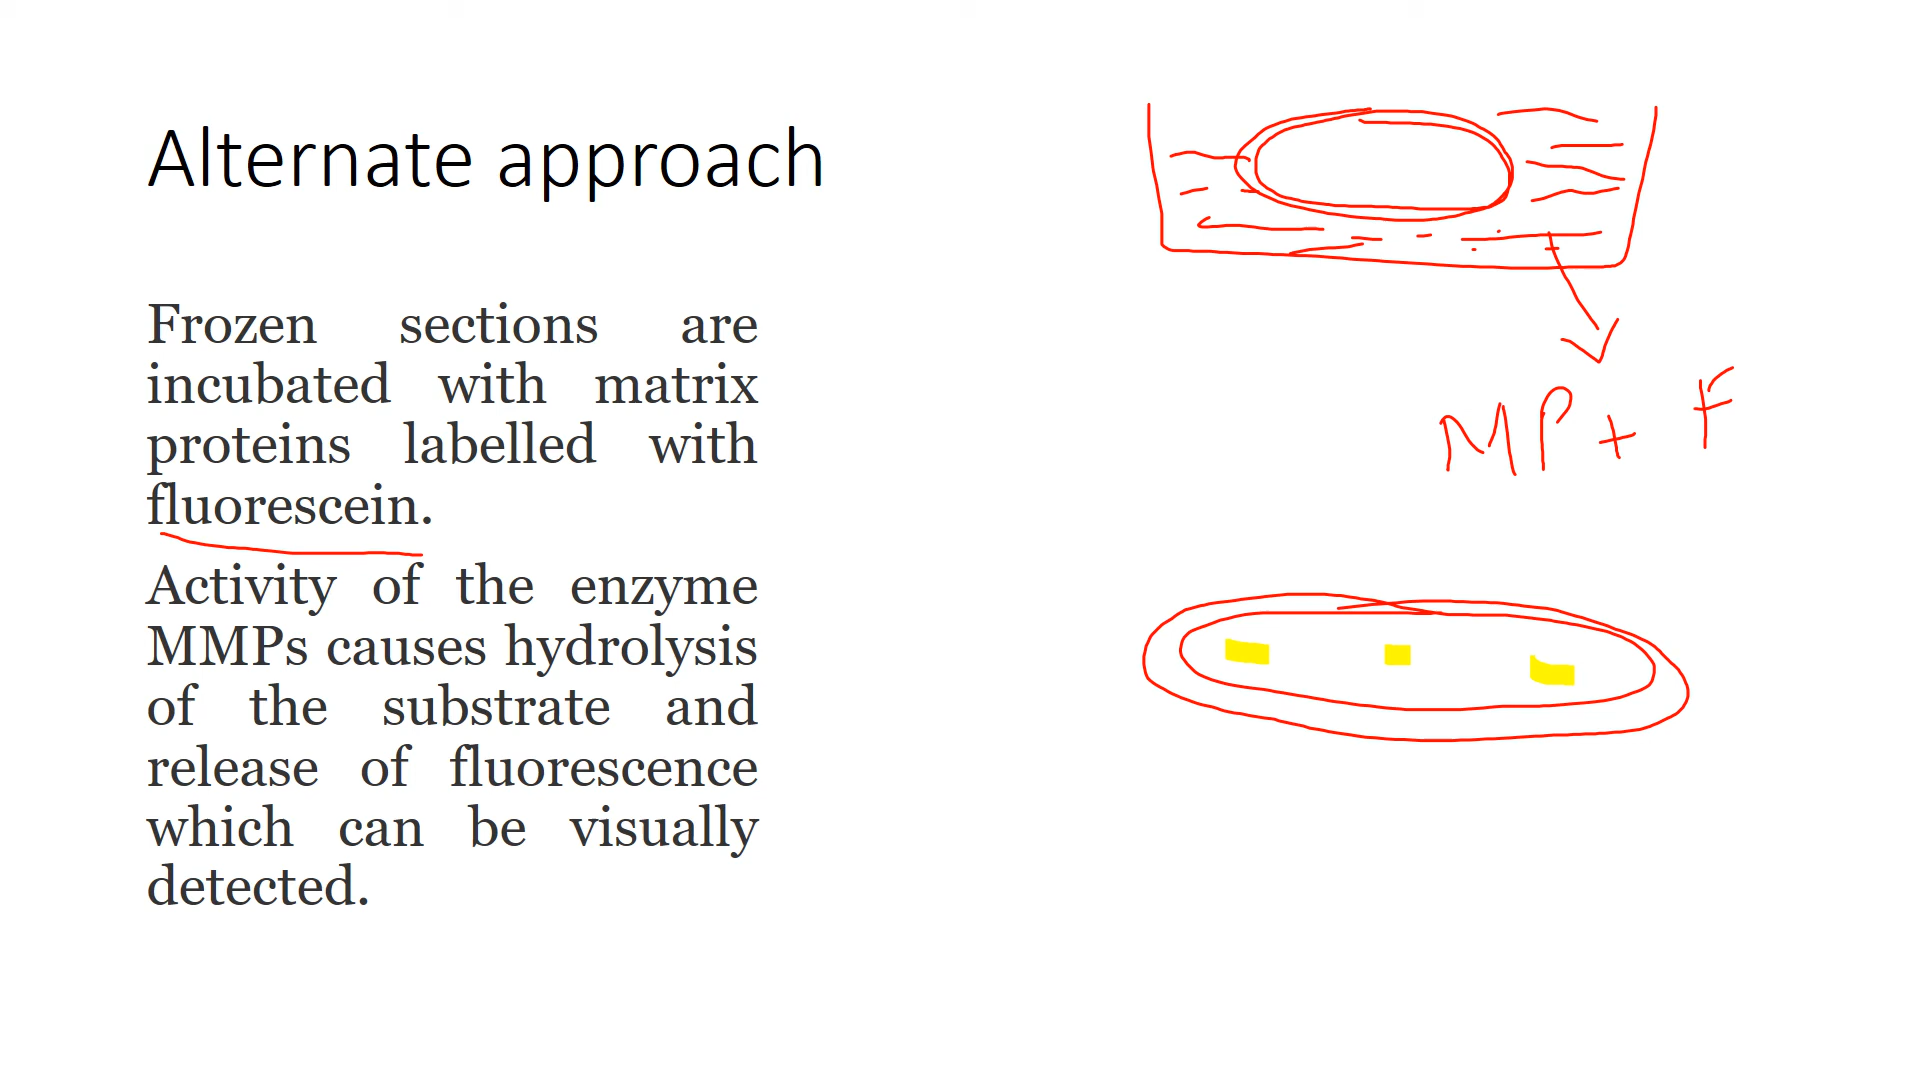 Alternate approach
Frozen sections are
incubated with matrix
proteins labelled with
fluorescein.
Activity of the enzyme
MMPs causes hydrolysis
of the substrate and
release of fluorescence
which can be visually
detected.
MP + F